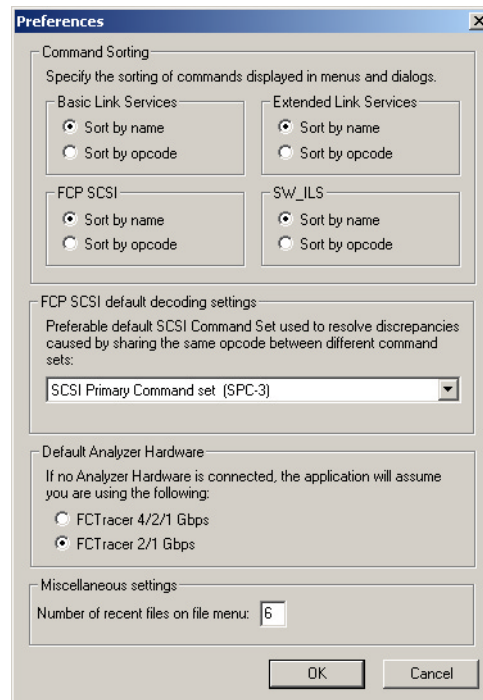 Preferences
Command Sorting
Specify the sorting of commands displayed in menus and dialogs.
Basic Link Services
Sort by name
Sort by opcode
Extended Link Services
Sort by name
Sort by opcode
FCP SCSI
Sort by name
Sort by opcode
SW_ILS
Sort by name
Sort by opcode
FCP SCSI default decoding settings
Preferable default SCSI Command Set used to resolve discrepancies
caused by sharing the same opcode between different command
sets:
SCSI Primary Command set (SPC-3)
Default Analyzer Hardware
If no Analyzer Hardware is connected, the application will assume
you are using the following:
FCTracer 4/2/1 Gbps
FCTracer 2/1 Gbps
Miscellaneous settings
Number of recent files on file menu: 6
OK
Cancel